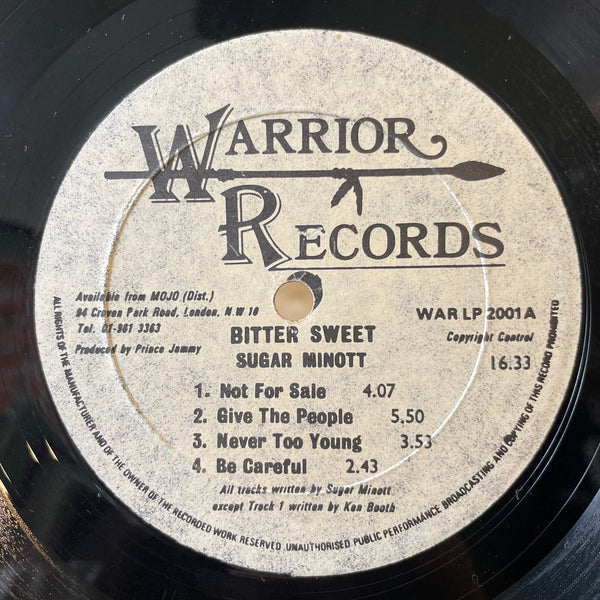 WARRIOR
RECORDS
Available from MOJO (Dist.)
94 Craven Park Road, London, N.W 10
Tel. 01-961 3363
Produced by Prince Jammy
WAR LP 2001A
Copyright Control
16.33
BITTER SWEET
SUGAR MINOTT
1. Not For Sale 4.07
2. Give The People 5.50
3. Never Too Young 3.53
4. Be Careful 2.43
All tracks written by Sugar Minott
except Track 1 written by Ken Booth
ALL RIGHTS OF THE MANUFACTURER AND OF THE OWNER OF THE RECORDED WORK RESERVED. UNAUTHORISED PUBLIC PERFORMANCE BROADCASTING AND COPYING OF THIS RECORD PROHIBITED